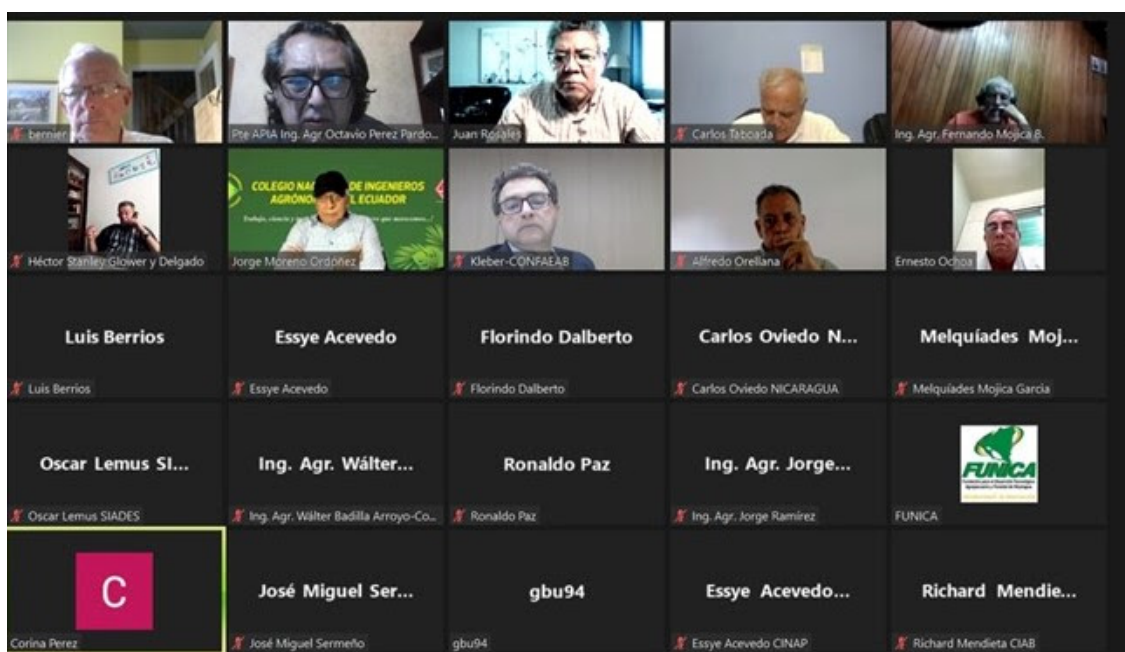 bernier
Pte APIA Ing. Agr Octavio Perez Pardo...
Juan Rosales
Carlos Taboada
Ing. Agr. Fernando Mojica B.
COLEGIO NAC DE INGENIEROS
AGRÓNO L ECUADOR
Héctor Stanley Glower y Delgado
Jorge Moreno Ordoñez
Kleber-CONFAEAB
Alfredo Orellana
Ernesto Ochoa
Luis Berrios
Essye Acevedo
Florindo Dalberto
Carlos Oviedo N...
Melquíades Moj...
Luis Berrios
Essye Acevedo
Florindo Dalberto
Carlos Oviedo NICARAGUA
Melquíades Mojica Garcia
Oscar Lemus SI...
Ing. Agr. Wálter...
Ronaldo Paz
Ing. Agr. Jorge...
FUNICA
Oscar Lemus SIADES
Ing. Agr. Wálter Badilla Arroyo-Co...
Ronaldo Paz
Ing. Agr. Jorge Ramírez
FUNICA
C
José Miguel Ser...
gbu94
Essye Acevedo...
Richard Mendie...
Corina Perez
José Miguel Sermeño
gbu94
Essye Acevedo CINAP
Richard Mendieta CIAB